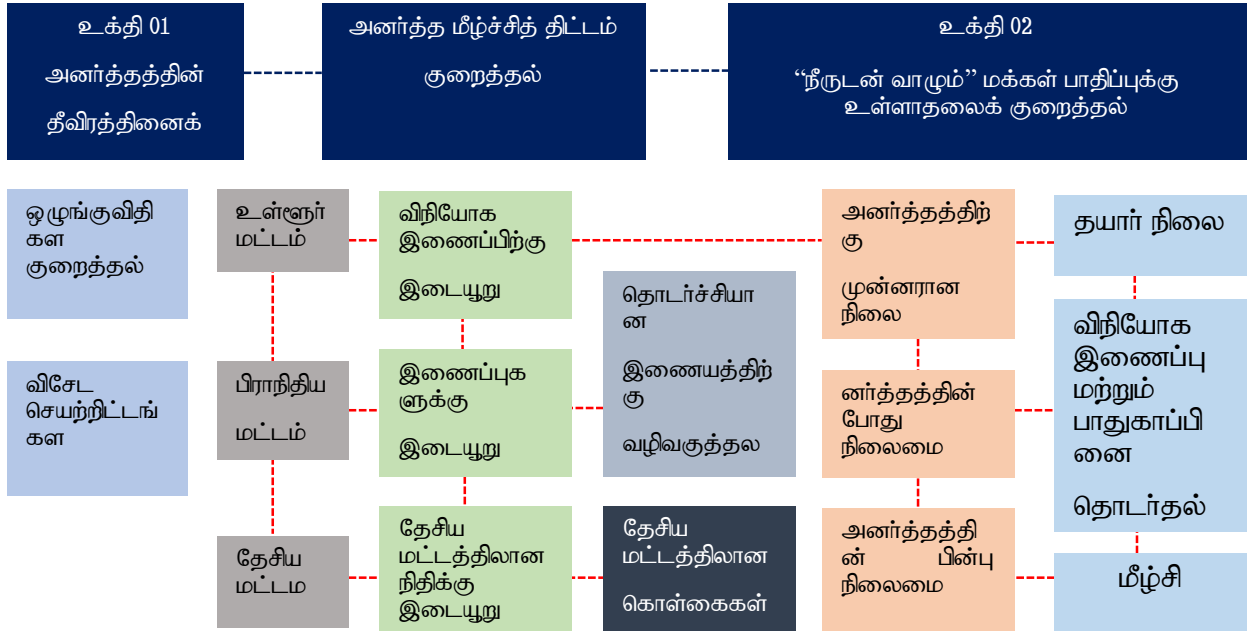 உக்தி 01
அனர்த்தத்தின்
தீவிரத்தினைக்
அனர்த்த மீழ்ச்சித் திட்டம்
குறைத்தல்
உக்தி 02
“நீருடன் வாழும்” மக்கள் பாதிப்புக்கு
உள்ளாதலைக் குறைத்தல்
ஒழுங்குவிதி
கள
குறைத்தல்
விசேட
செயற்றிட்டங்
கள
உள்ளூர்
மட்டம்
பிராநிதிய
மட்டம்
தேசிய
மட்டம
விநியோக
இணைப்பிற்கு
இடையூறு
இணைப்புக
ளுக்கு
இடையூறு
தேசிய
மட்டத்திலான
நிதிக்கு
இடையூறு
தொடர்ச்சியா
ன
இணையத்திற்
கு
வழிவகுத்தல
தேசிய
மட்டத்திலான
கொள்கைகள்
அனர்த்தத்திற்
கு
முன்னரான
நிலை
னர்த்தத்தின்
போது
நிலைமை
அனர்த்தத்தி
ன் பின்பு
நிலைமை
தயார் நிலை
விநியோக
இணைப்பு
மற்றும்
பாதுகாப்பி
னை
தொடர்தல்
மீழ்சி